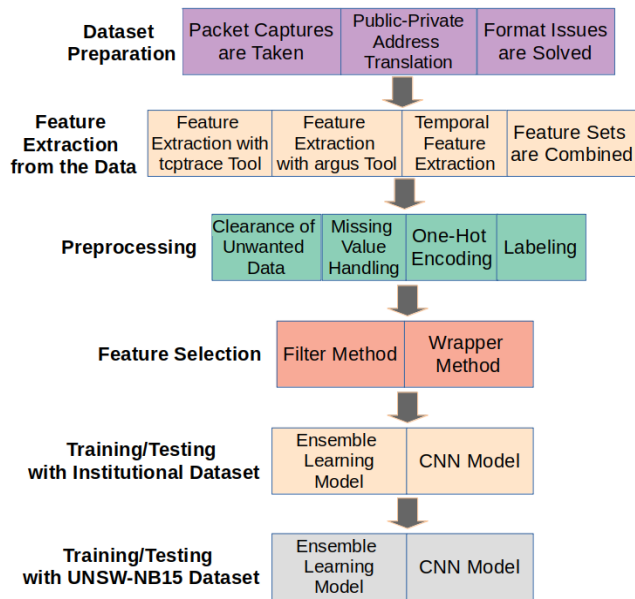 Dataset
Preparation
Packet Captures
are Taken
Public-Private
Address
Translation
Format Issues
are Solved
Feature
Extraction
from the Data
Feature
Extraction with
tcptrace Tool
Feature
Extraction
with argus Tool
Temporal
Feature
Extraction
Feature Sets
are Combined
Preprocessing
Clearance of
Unwanted
Data
Missing
Value
Handling
One-Hot
Encoding
Labeling
Feature Selection
Filter Method
Wrapper
Method
Training/Testing
with Institutional Dataset
Ensemble
Learning
Model
CNN Model
Training/Testing
with UNSW-NB15 Dataset
Ensemble
Learning
Model
CNN Model